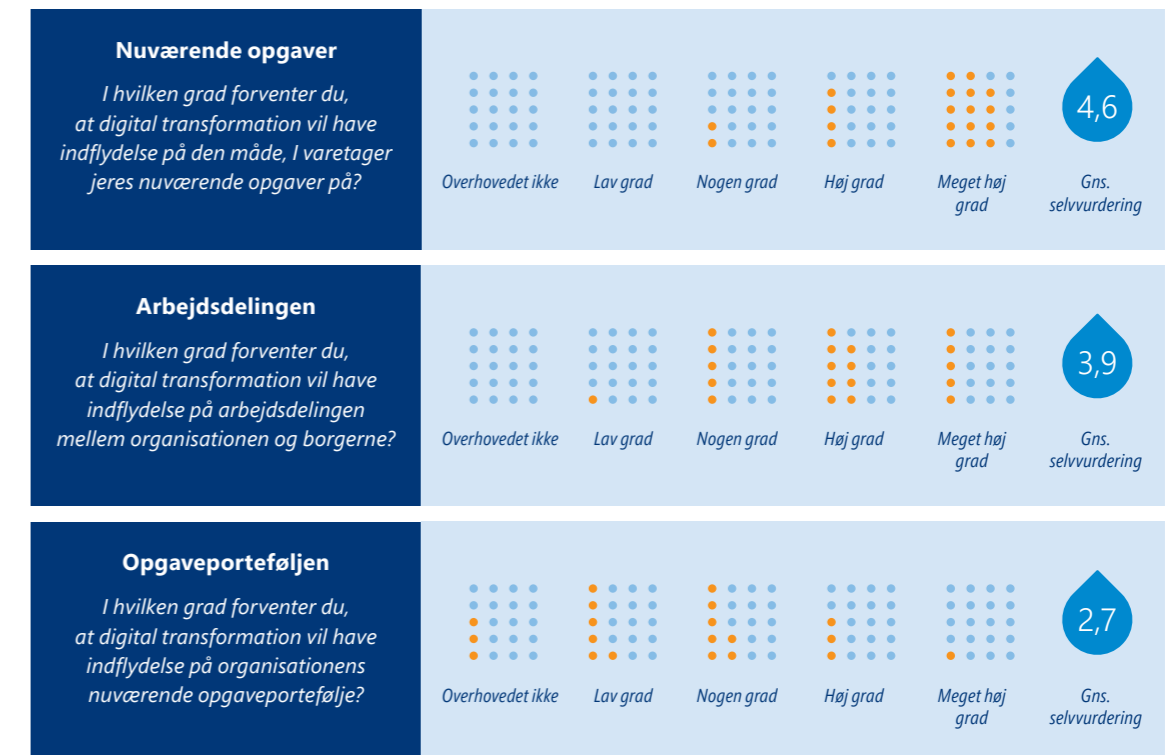 Nuværende opgaver
I hvilken grad forventer du,
at digital transformation vil have
indflydelse på den måde, I varetager
jeres nuværende opgaver på?
Overhovedet ikke
Lav grad
Nogen grad
Høj grad
Meget høj
grad
4,6
Gns.
selvvurdering
Arbejdsdelingen
I hvilken grad forventer du,
at digital transformation vil have
indflydelse på arbejdsdelingen
mellem organisationen og borgerne?
Overhovedet ikke
Lav grad
Nogen grad
Høj grad
Meget høj
grad
3,9
Gns.
selvvurdering
Opgaveporteføljen
I hvilken grad forventer du,
at digital transformation vil have
indflydelse på organisationens
nuværende opgaveportefølje?
Overhovedet ikke
Lav grad
Nogen grad
Høj grad
Meget høj
grad
2,7
Gns.
selvvurdering